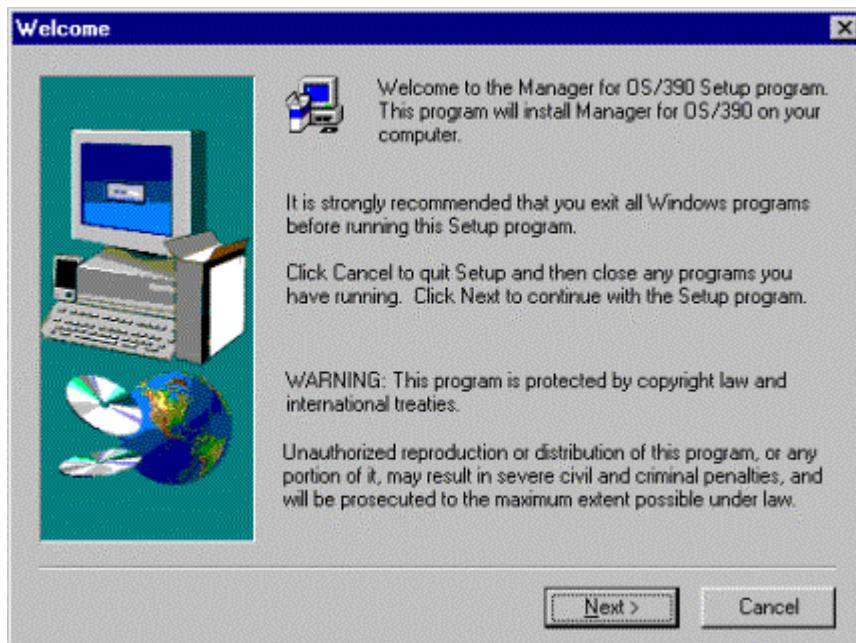 Welcome
Welcome to the Manager for OS/390 Setup program.
This program will install Manager for OS/390 on your
computer.
It is strongly recommended that you exit all Windows programs
before running this Setup program.
Click Cancel to quit Setup and then close any programs you
have running. Click Next to continue with the Setup program.
WARNING: This program is protected by copyright law and
international treaties.
Unauthorized reproduction or distribution of this program, or any
portion of it, may result in severe civil and criminal penalties, and
will be prosecuted to the maximum extent possible under law.
Next >
Cancel